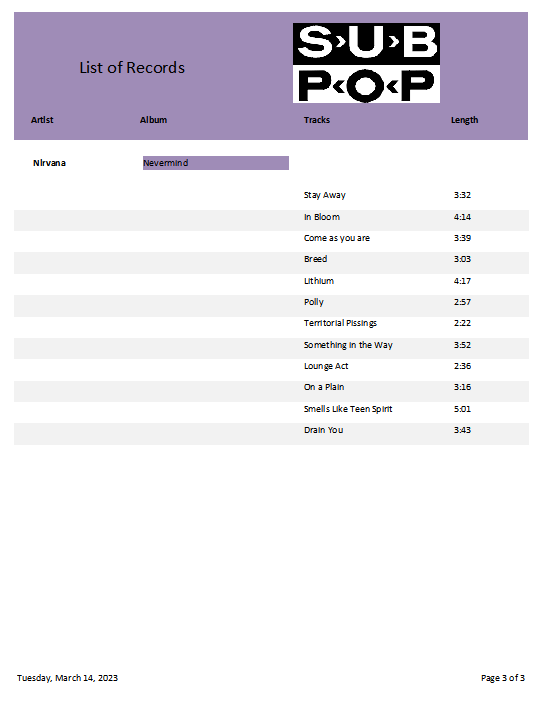 S›U›B
P‹O‹P
List of Records
Artist Album Tracks Length
Nirvana Nevermind
Stay Away 3:32
In Bloom 4:14
Come as you are 3:39
Breed 3:03
Lithium 4:17
Polly 2:57
Territorial Pissings 2:22
Something in the Way 3:52
Lounge Act 2:36
On a Plain 3:16
Smells Like Teen Spirit 5:01
Drain You 3:43
Tuesday, March 14, 2023 Page 3 of 3